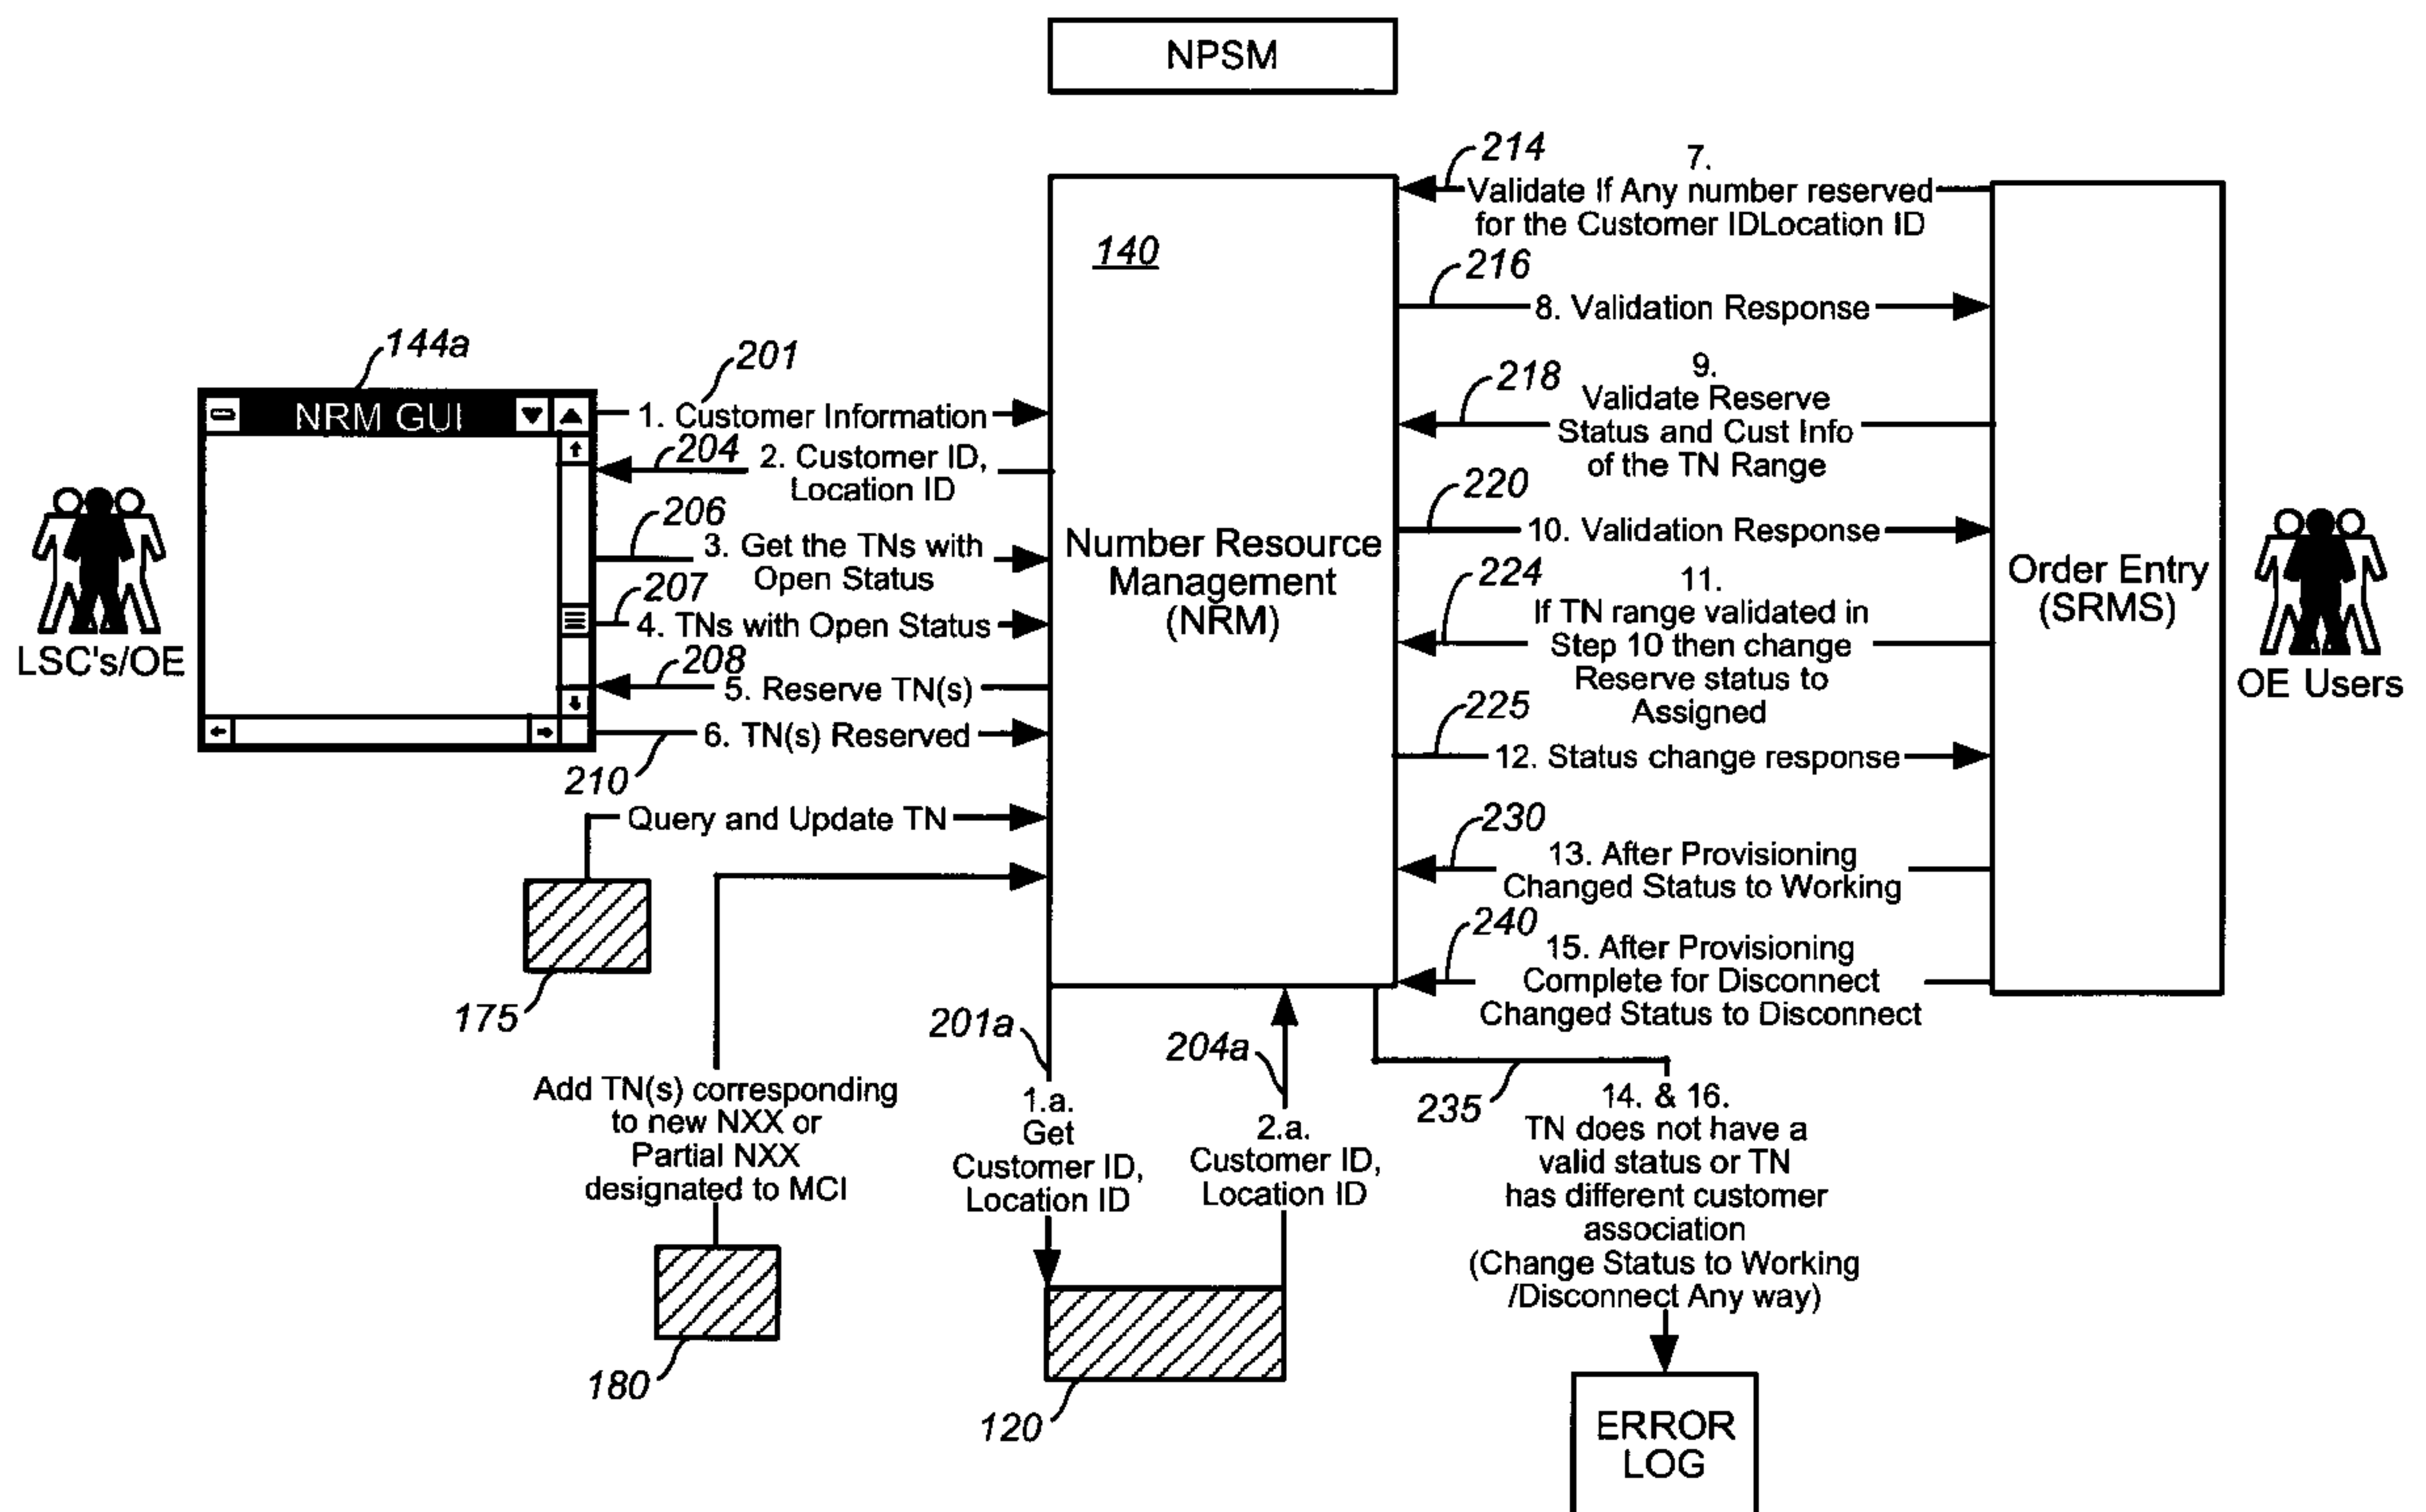 NPSM
214
7.
Validate If Any number reserved
for the Customer IDLocation ID
140
216
8. Validation Response
144a
201
NRM GUI
1. Customer Information
204
2. Customer ID,
Location ID
218
9.
Validate Reserve
Status and Cust Info
of the TN Range
206
3. Get the TNs with
Open Status
220
10. Validation Response
Number Resource
Management
(NRM)
Order Entry
(SRMS)
207
4. TNs with Open Status
224
11.
If TN range validated in
Step 10 then change
Reserve status to
Assigned
LSC's/OE
OE Users
208
5. Reserve TN(s)
225
6. TN(s) Reserved
210
12. Status change response
Query and Update TN
230
13. After Provisioning
Changed Status to Working
175
240
15. After Provisioning
Complete for Disconnect
Changed Status to Disconnect
201a
204a
235
Add TN(s) corresponding
to new NXX or
Partial NXX
designated to MCI
1.a.
Get
Customer ID,
Location ID
2.a.
Customer ID,
Location ID
14. & 16.
TN does not have a
valid status or TN
has different customer
association
(Change Status to Working
/Disconnect Any way)
180
120
ERROR
LOG